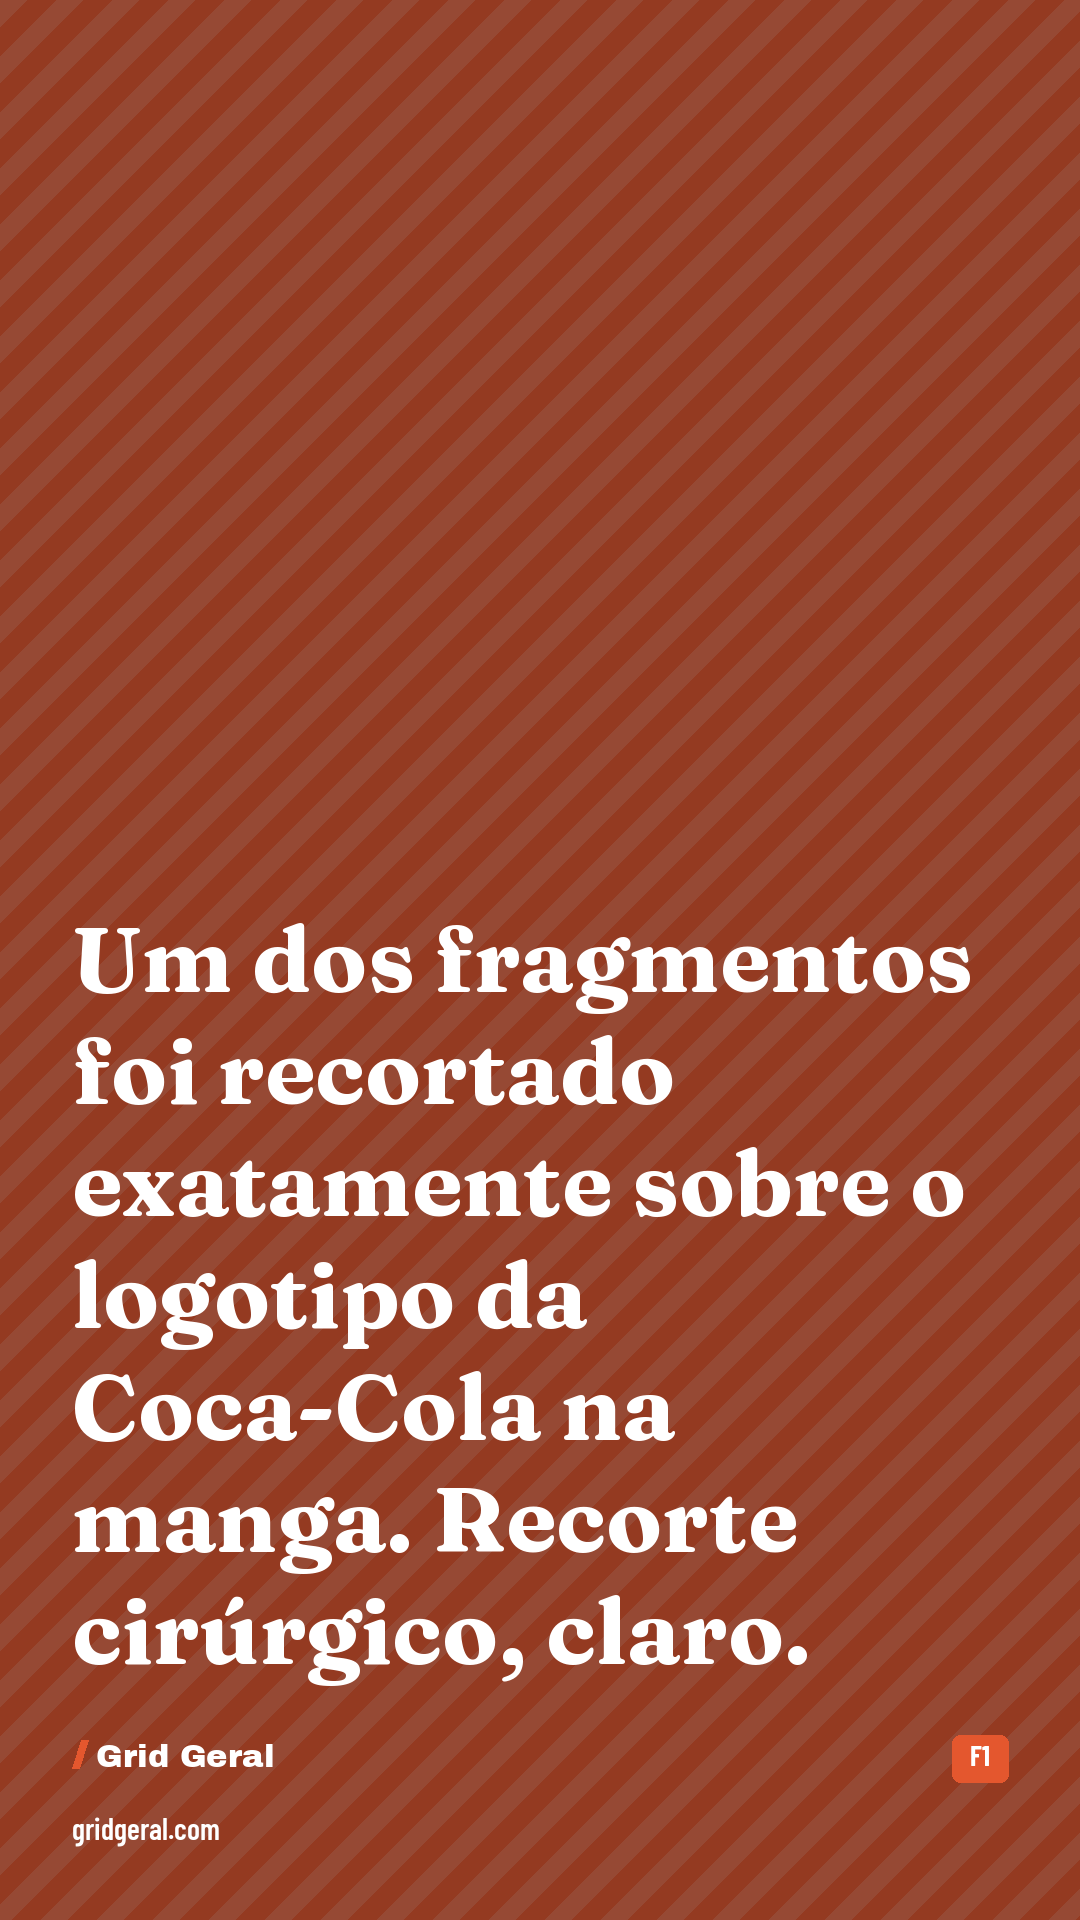 Um dos fragmentos
foi recortado
exatamente sobre o
logotipo da
Coca-Cola na
manga. Recorte
cirúrgico, claro.
/ Grid Geral
F1
gridgeral.com